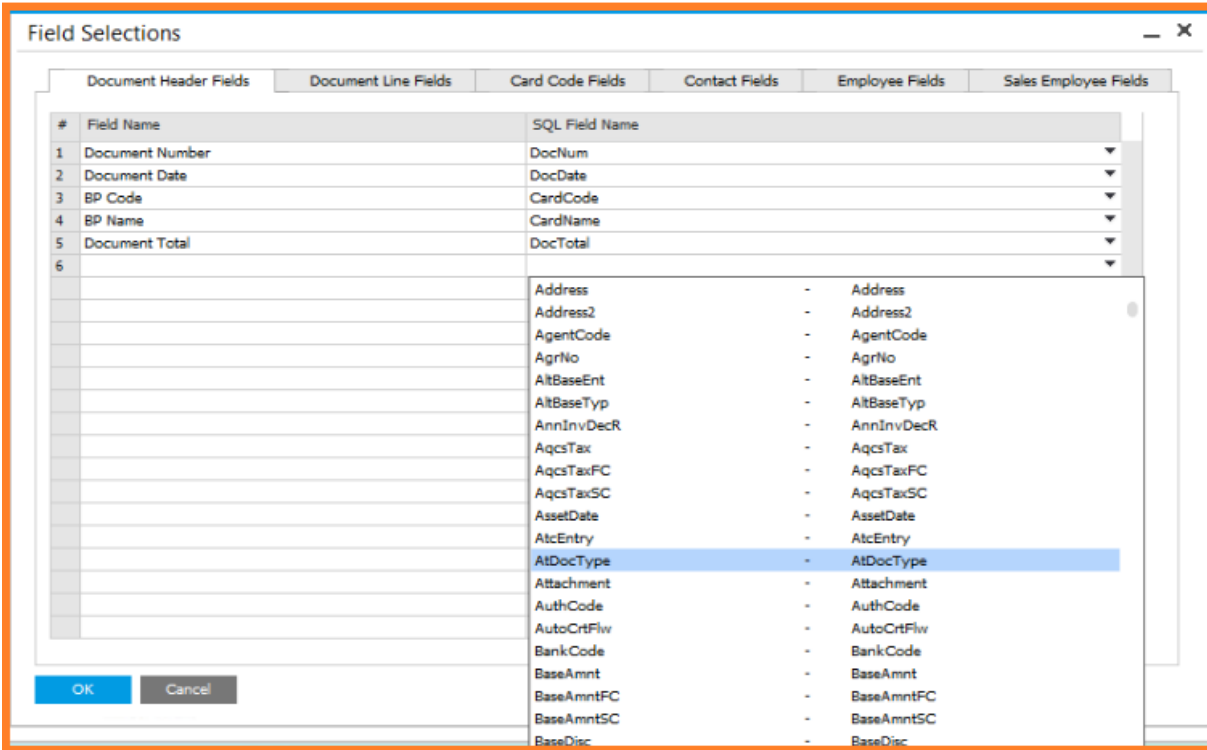 Field Selections
Document Header Fields Document Line Fields Card Code Fields Contact Fields Employee Fields Sales Employee Fields
# Field Name SQL Field Name
1 Document Number DocNum
2 Document Date DocDate
3 BP Code CardCode
4 BP Name CardName
5 Document Total DocTotal
6
Address - Address
Address2 - Address2
AgentCode - AgentCode
AgrNo - AgrNo
AltBaseEnt - AltBaseEnt
AltBaseTyp - AltBaseTyp
AnnInvDecR - AnnInvDecR
AqcsTax - AqcsTax
AqcsTaxFC - AqcsTaxFC
AqcsTaxSC - AqcsTaxSC
AssetDate - AssetDate
AtcEntry - AtcEntry
AtDocType - AtDocType
Attachment - Attachment
AuthCode - AuthCode
AutoCrtFlw - AutoCrtFlw
BankCode - BankCode
BaseAmnt - BaseAmnt
BaseAmntFC - BaseAmntFC
BaseAmntSC - BaseAmntSC
BaseDisc - BaseDisc
OK Cancel